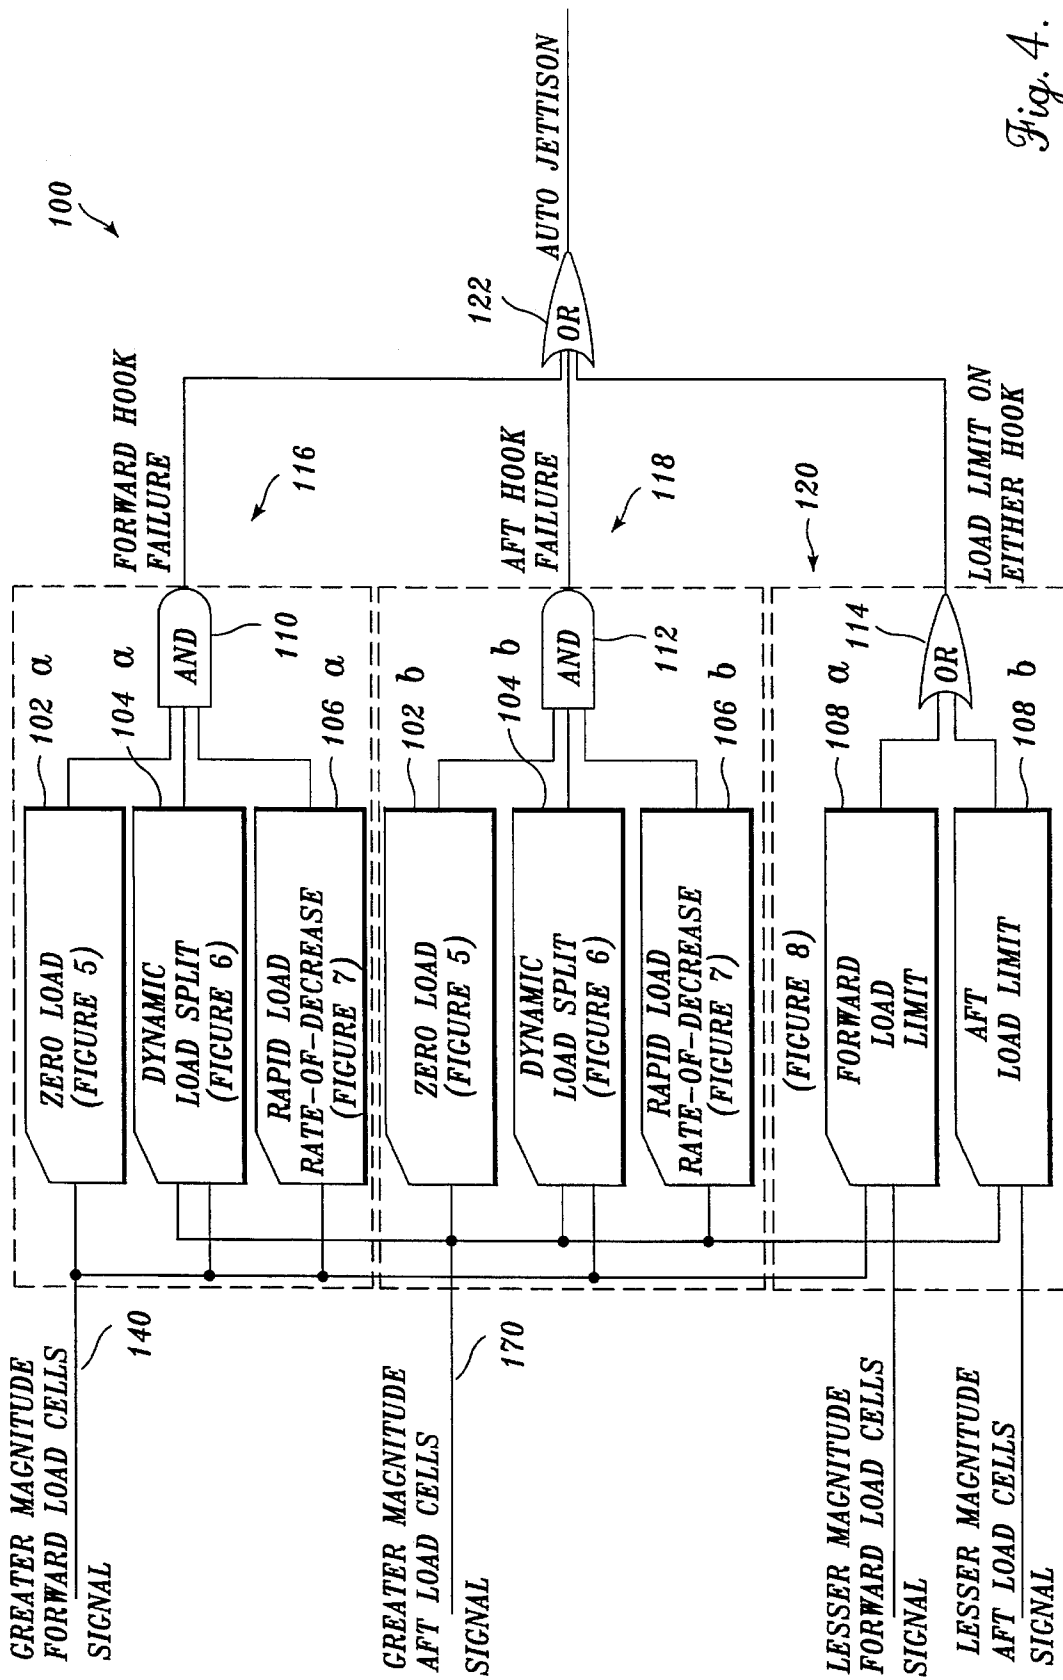 GREATER MAGNITUDE
FORWARD LOAD CELLS
SIGNAL
140
GREATER MAGNITUDE
AFT LOAD CELLS
SIGNAL
170
LESSER MAGNITUDE
FORWARD LOAD CELLS
SIGNAL
LESSER MAGNITUDE
AFT LOAD CELLS
SIGNAL
ZERO LOAD
(FIGURE 5)
102 a
DYNAMIC
LOAD SPLIT
(FIGURE 6)
104 a
RAPID LOAD
RATE-OF-DECREASE
(FIGURE 7)
106 a
AND
110
FORWARD HOOK
FAILURE
116
ZERO LOAD
(FIGURE 5)
102 b
DYNAMIC
LOAD SPLIT
(FIGURE 6)
104 b
RAPID LOAD
RATE-OF-DECREASE
(FIGURE 7)
106 b
AND
112
AFT HOOK
FAILURE
118
(FIGURE 8)
FORWARD
LOAD
LIMIT
108 a
AFT
LOAD LIMIT
108 b
OR
114
120
LOAD LIMIT ON
EITHER HOOK
OR
122
AUTO JETTISON
100
Fig. 4.